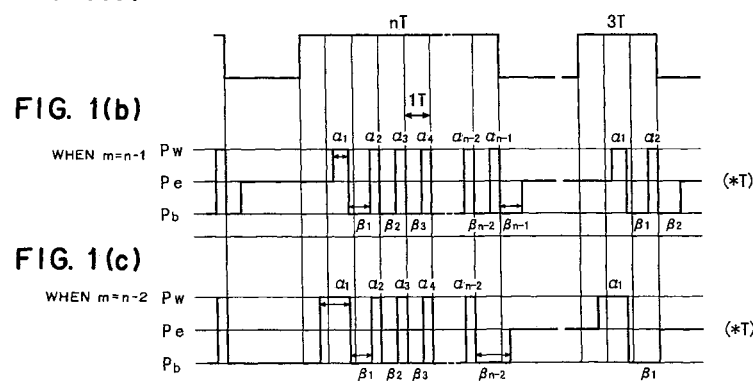 nT
3T
1T
FIG. 1(b)
WHEN m=n-1
Pw
Pe
Pb
α1 α2 α3 α4 αn-2 αn-1 α1 α2
β1 β2 β3 βn-2 βn-1 β1 β2
(*T)
FIG. 1(c)
WHEN m=n-2
Pw
Pe
Pb
α1 α2 α3 α4 αn-2 α1
β1 β2 β3 βn-2 β1
(*T)